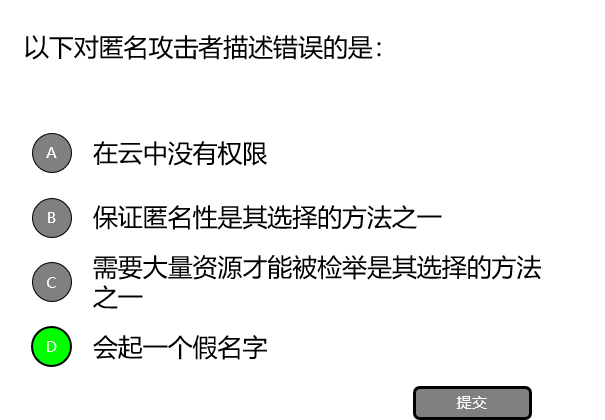 以下对匿名攻击者描述错误的是：
A 在云中没有权限
B 保证匿名性是其选择的方法之一
C 需要大量资源才能被检举是其选择的方法
之一
D 会起一个假名字
提交